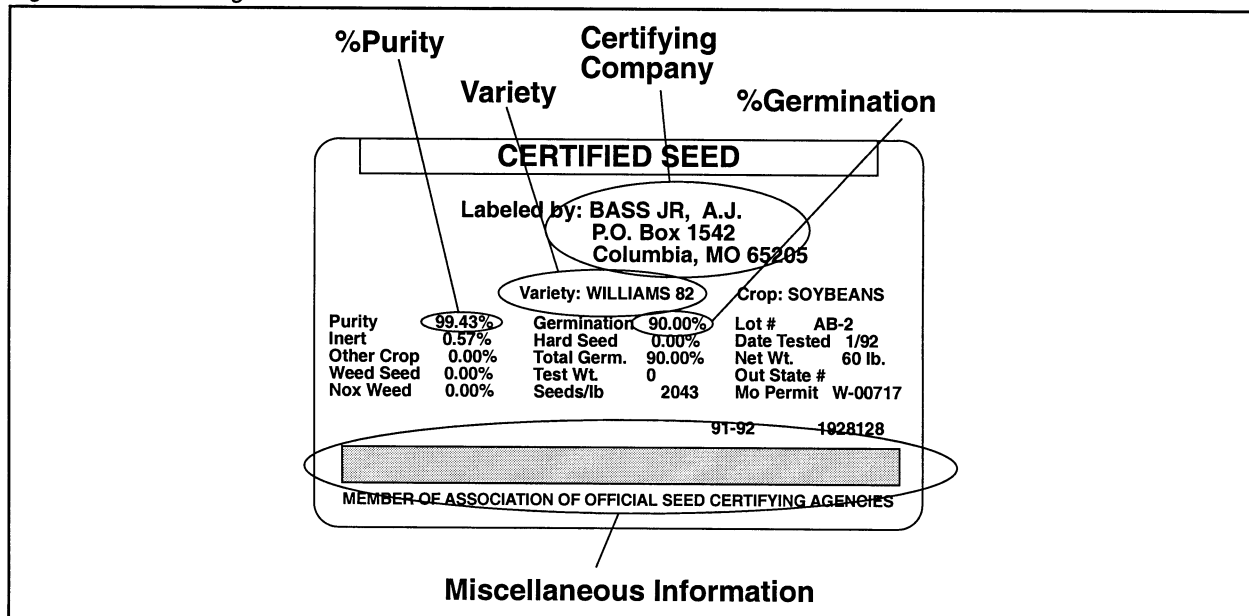 %Purity
Certifying
Company
Variety
%Germination
CERTIFIED SEED
Labeled by: BASS JR, A.J.
P.O. Box 1542
Columbia, MO 65205
Variety: WILLIAMS 82 Crop: SOYBEANS
Purity 99.43% Germination 90.00% Lot # AB-2
Inert 0.57% Hard Seed 0.00% Date Tested 1/92
Other Crop 0.00% Total Germ. 90.00% Net Wt. 60 lb.
Weed Seed 0.00% Test Wt. 0 Out State #
Nox Weed 0.00% Seeds/lb 2043 Mo Permit W-00717
91-92 1928128
MEMBER OF ASSOCIATION OF OFFICIAL SEED CERTIFYING AGENCIES
Miscellaneous Information